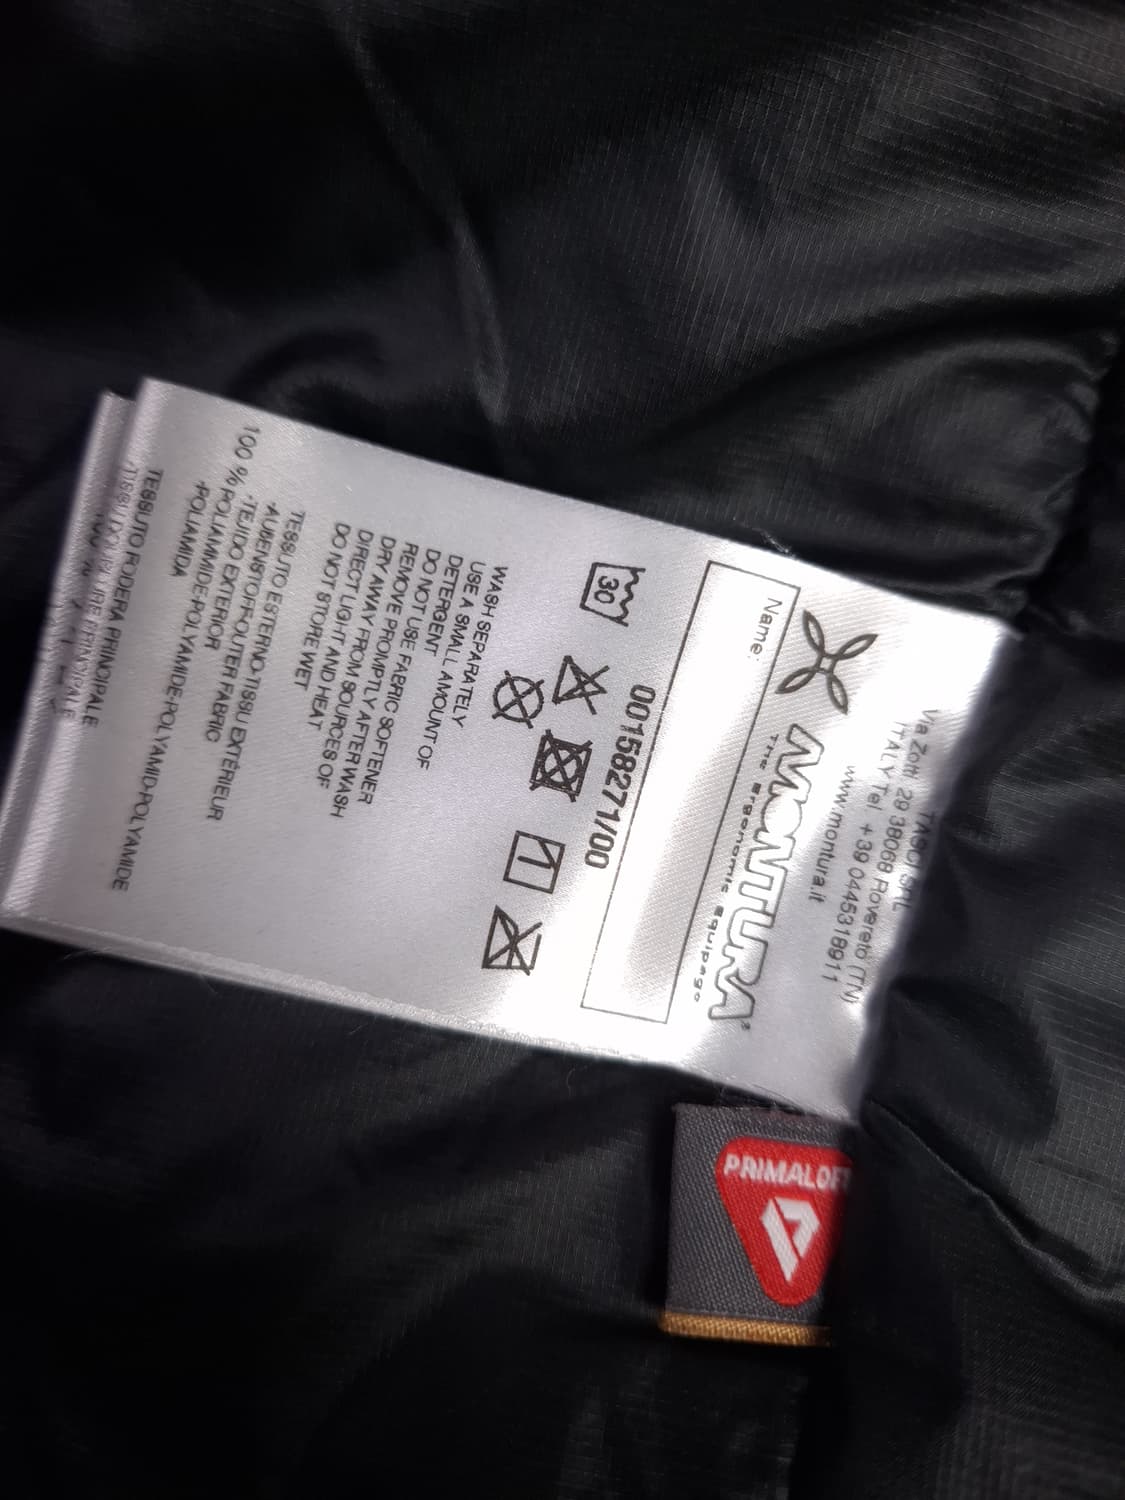 TASCI SRL
Via Zotti 29 38068 Rovereto (TN)
ITALY Tel +39 0445318911
www.montura.it
MONTURA
The Ergonomic Equipage
Name:
00158271/00
30
WASH SEPARATELY
USE A SMALL AMOUNT OF
DETERGENT
DO NOT USE FABRIC SOFTENER
REMOVE PROMPTLY AFTER WASH
DRY AWAY FROM SOURCES OF
DIRECT LIGHT AND HEAT
DO NOT STORE WET
TESSUTO ESTERNO-TISSU EXTÉRIEUR
-AUßENSTOFF-OUTER FABRIC
-TEJIDO EXTERIOR
100 % POLIAMMIDE-POLYAMIDE-POLYAMID-POLYAMIDE
-POLIAMIDA
TESSUTO FODERA PRINCIPALE
-TISSU DOUBLURE PRINCIPALE
PRIMALOFT